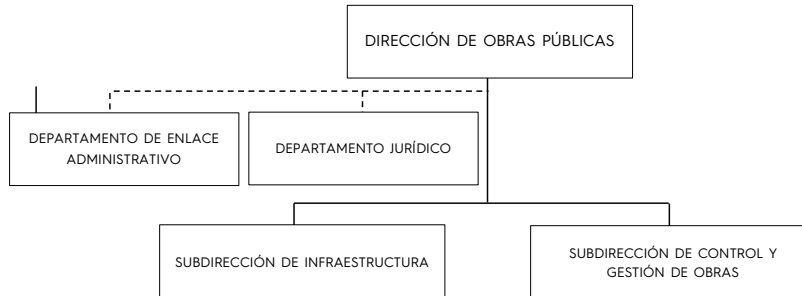 DIRECCIÓN DE OBRAS PÚBLICAS
DEPARTAMENTO DE ENLACE
ADMINISTRATIVO
DEPARTAMENTO JURÍDICO
SUBDIRECCIÓN DE INFRAESTRUCTURA
SUBDIRECCIÓN DE CONTROL Y
GESTIÓN DE OBRAS